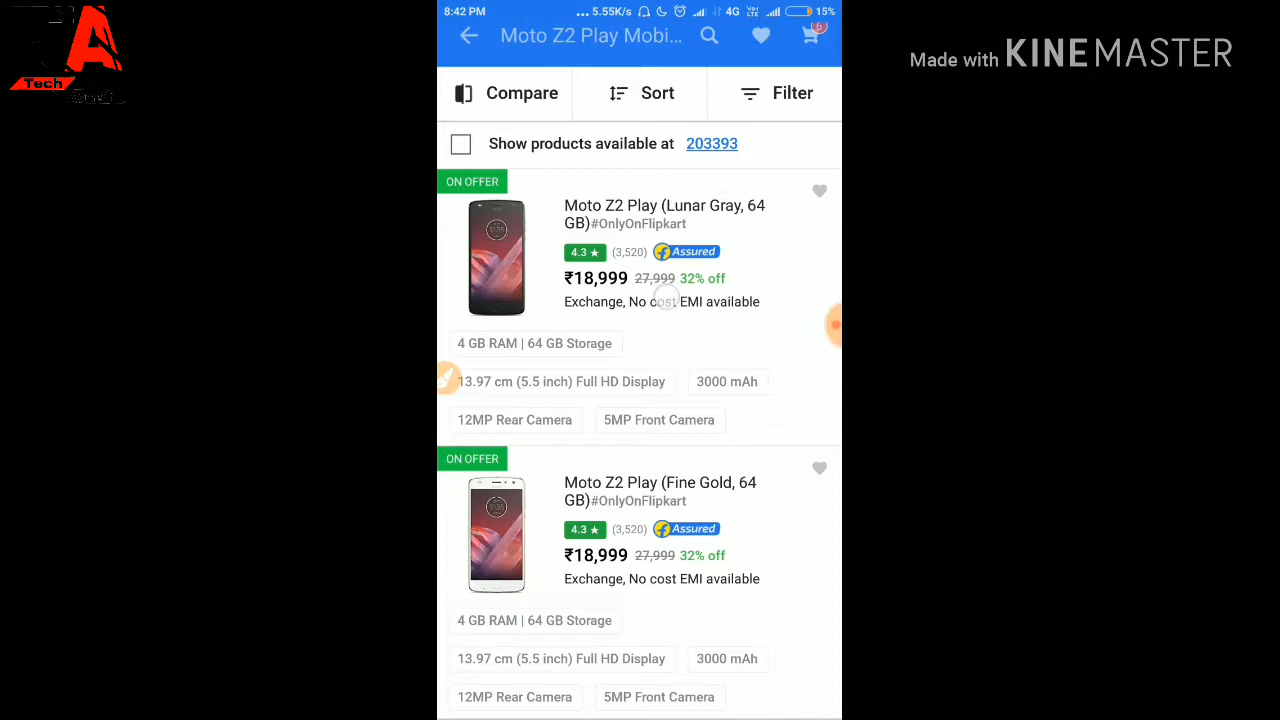 8:42 PM ... 5.55K/s 4G VoLTE 15%
Moto Z2 Play Mobi...
6
Compare Sort Filter
Show products available at 203393
ON OFFER
Moto Z2 Play (Lunar Gray, 64
GB)#OnlyOnFlipkart
4.3 ★ (3,520) Assured
₹18,999 27,999 32% off
Exchange, No cost EMI available
4 GB RAM | 64 GB Storage
13.97 cm (5.5 inch) Full HD Display 3000 mAh
12MP Rear Camera 5MP Front Camera
ON OFFER
Moto Z2 Play (Fine Gold, 64
GB)#OnlyOnFlipkart
4.3 ★ (3,520) Assured
₹18,999 27,999 32% off
Exchange, No cost EMI available
4 GB RAM | 64 GB Storage
13.97 cm (5.5 inch) Full HD Display 3000 mAh
12MP Rear Camera 5MP Front Camera
Tech
Made with KINEMASTER